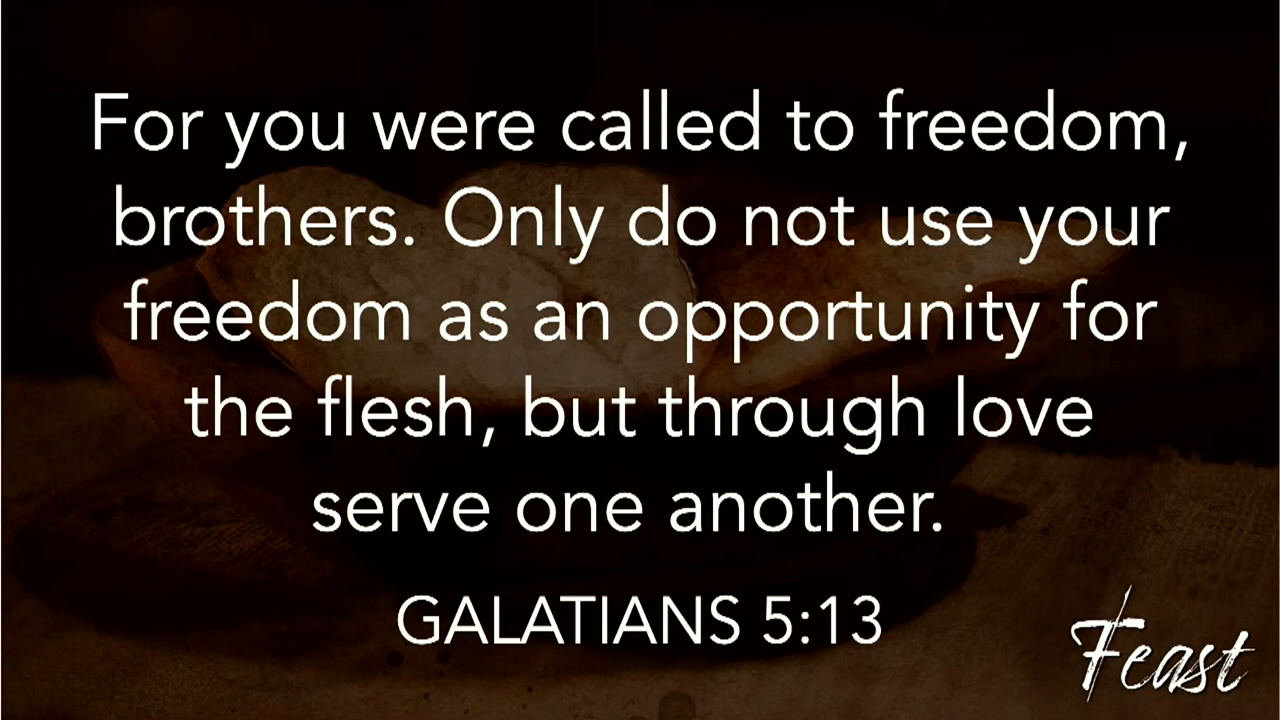 For you were called to freedom,
brothers. Only do not use your
freedom as an opportunity for
the flesh, but through love
serve one another.
GALATIANS 5:13
Feast